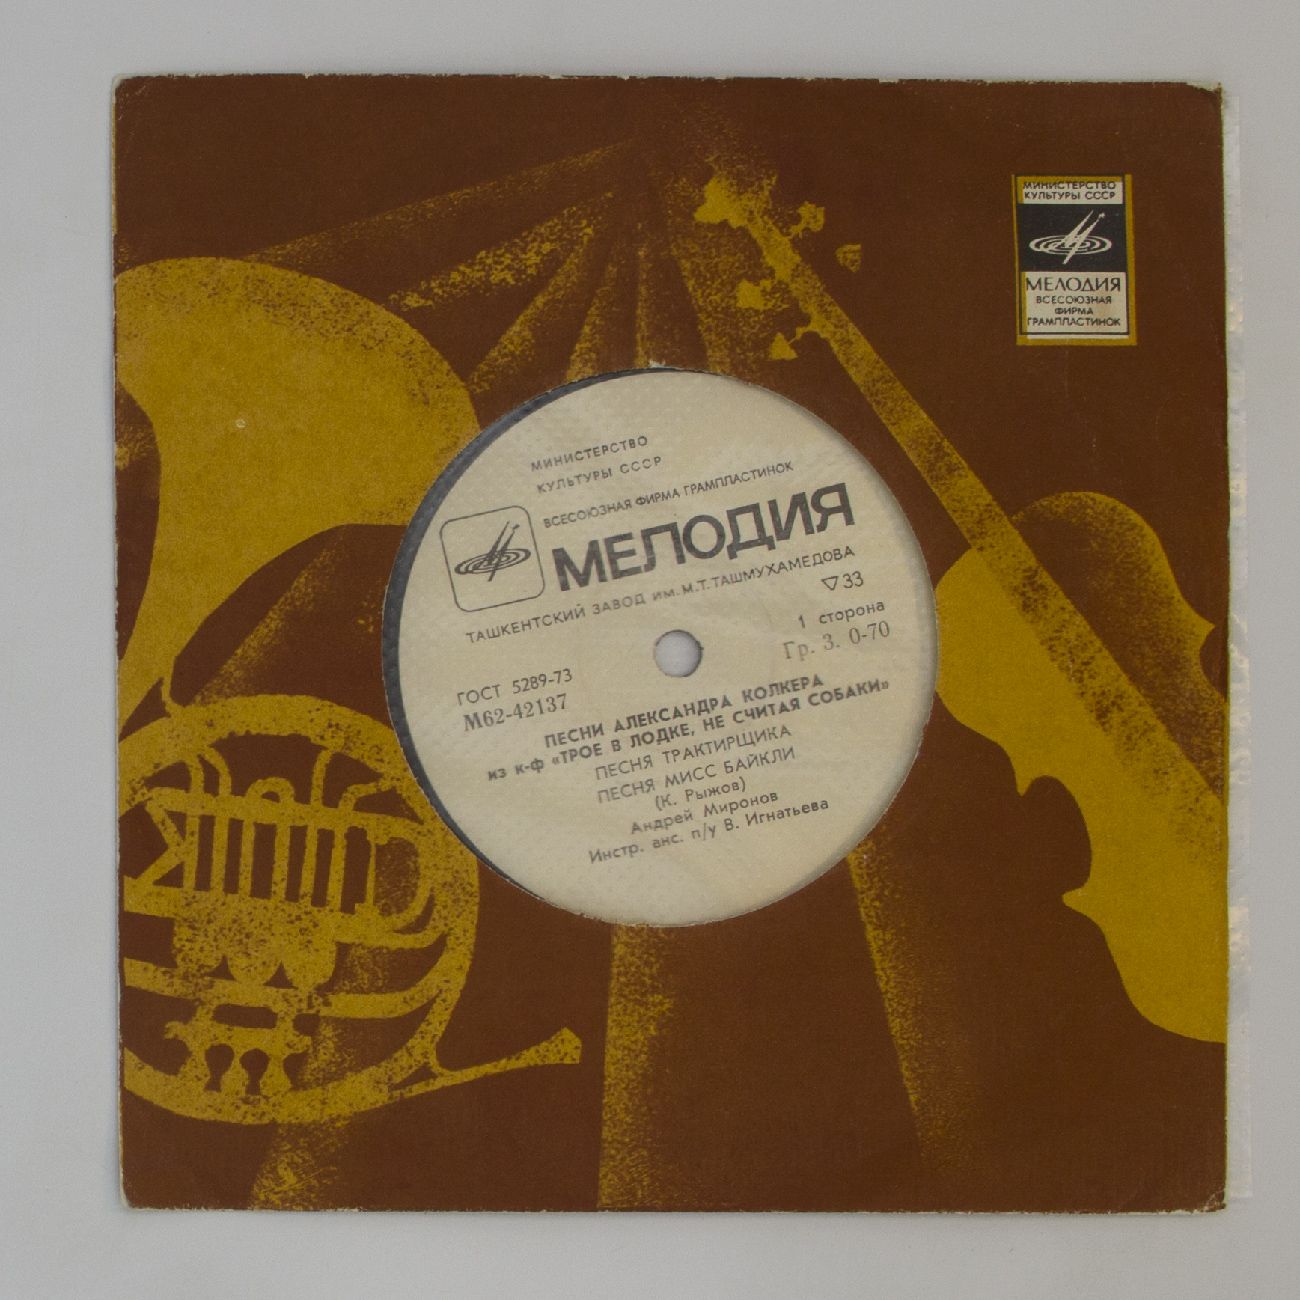 МИНИСТЕРСТВО
КУЛЬТУРЫ СССР
МЕЛОДИЯ
ВСЕСОЮЗНАЯ
ФИРМА
ГРАМПЛАСТИНОК
МИНИСТЕРСТВО
КУЛЬТУРЫ СССР
ВСЕСОЮЗНАЯ ФИРМА ГРАМПЛАСТИНОК
МЕЛОДИЯ
ТАШКЕНТСКИЙ ЗАВОД ИМ. М.Т.ТАШМУХАМЕДОВА
▽33
1 сторона
Гр. 3. 0-70
ГОСТ 5289-73
М62-42137
ПЕСНИ АЛЕКСАНДРА КОЛКЕРА
из к-ф «ТРОЕ В ЛОДКЕ, НЕ СЧИТАЯ СОБАКИ»
ПЕСНЯ ТРАКТИРЩИКА
ПЕСНЯ МИСС БАЙКЛИ
(К. Рыжов)
Андрей Миронов
Инстр. анс. п/у В. Игнатьева